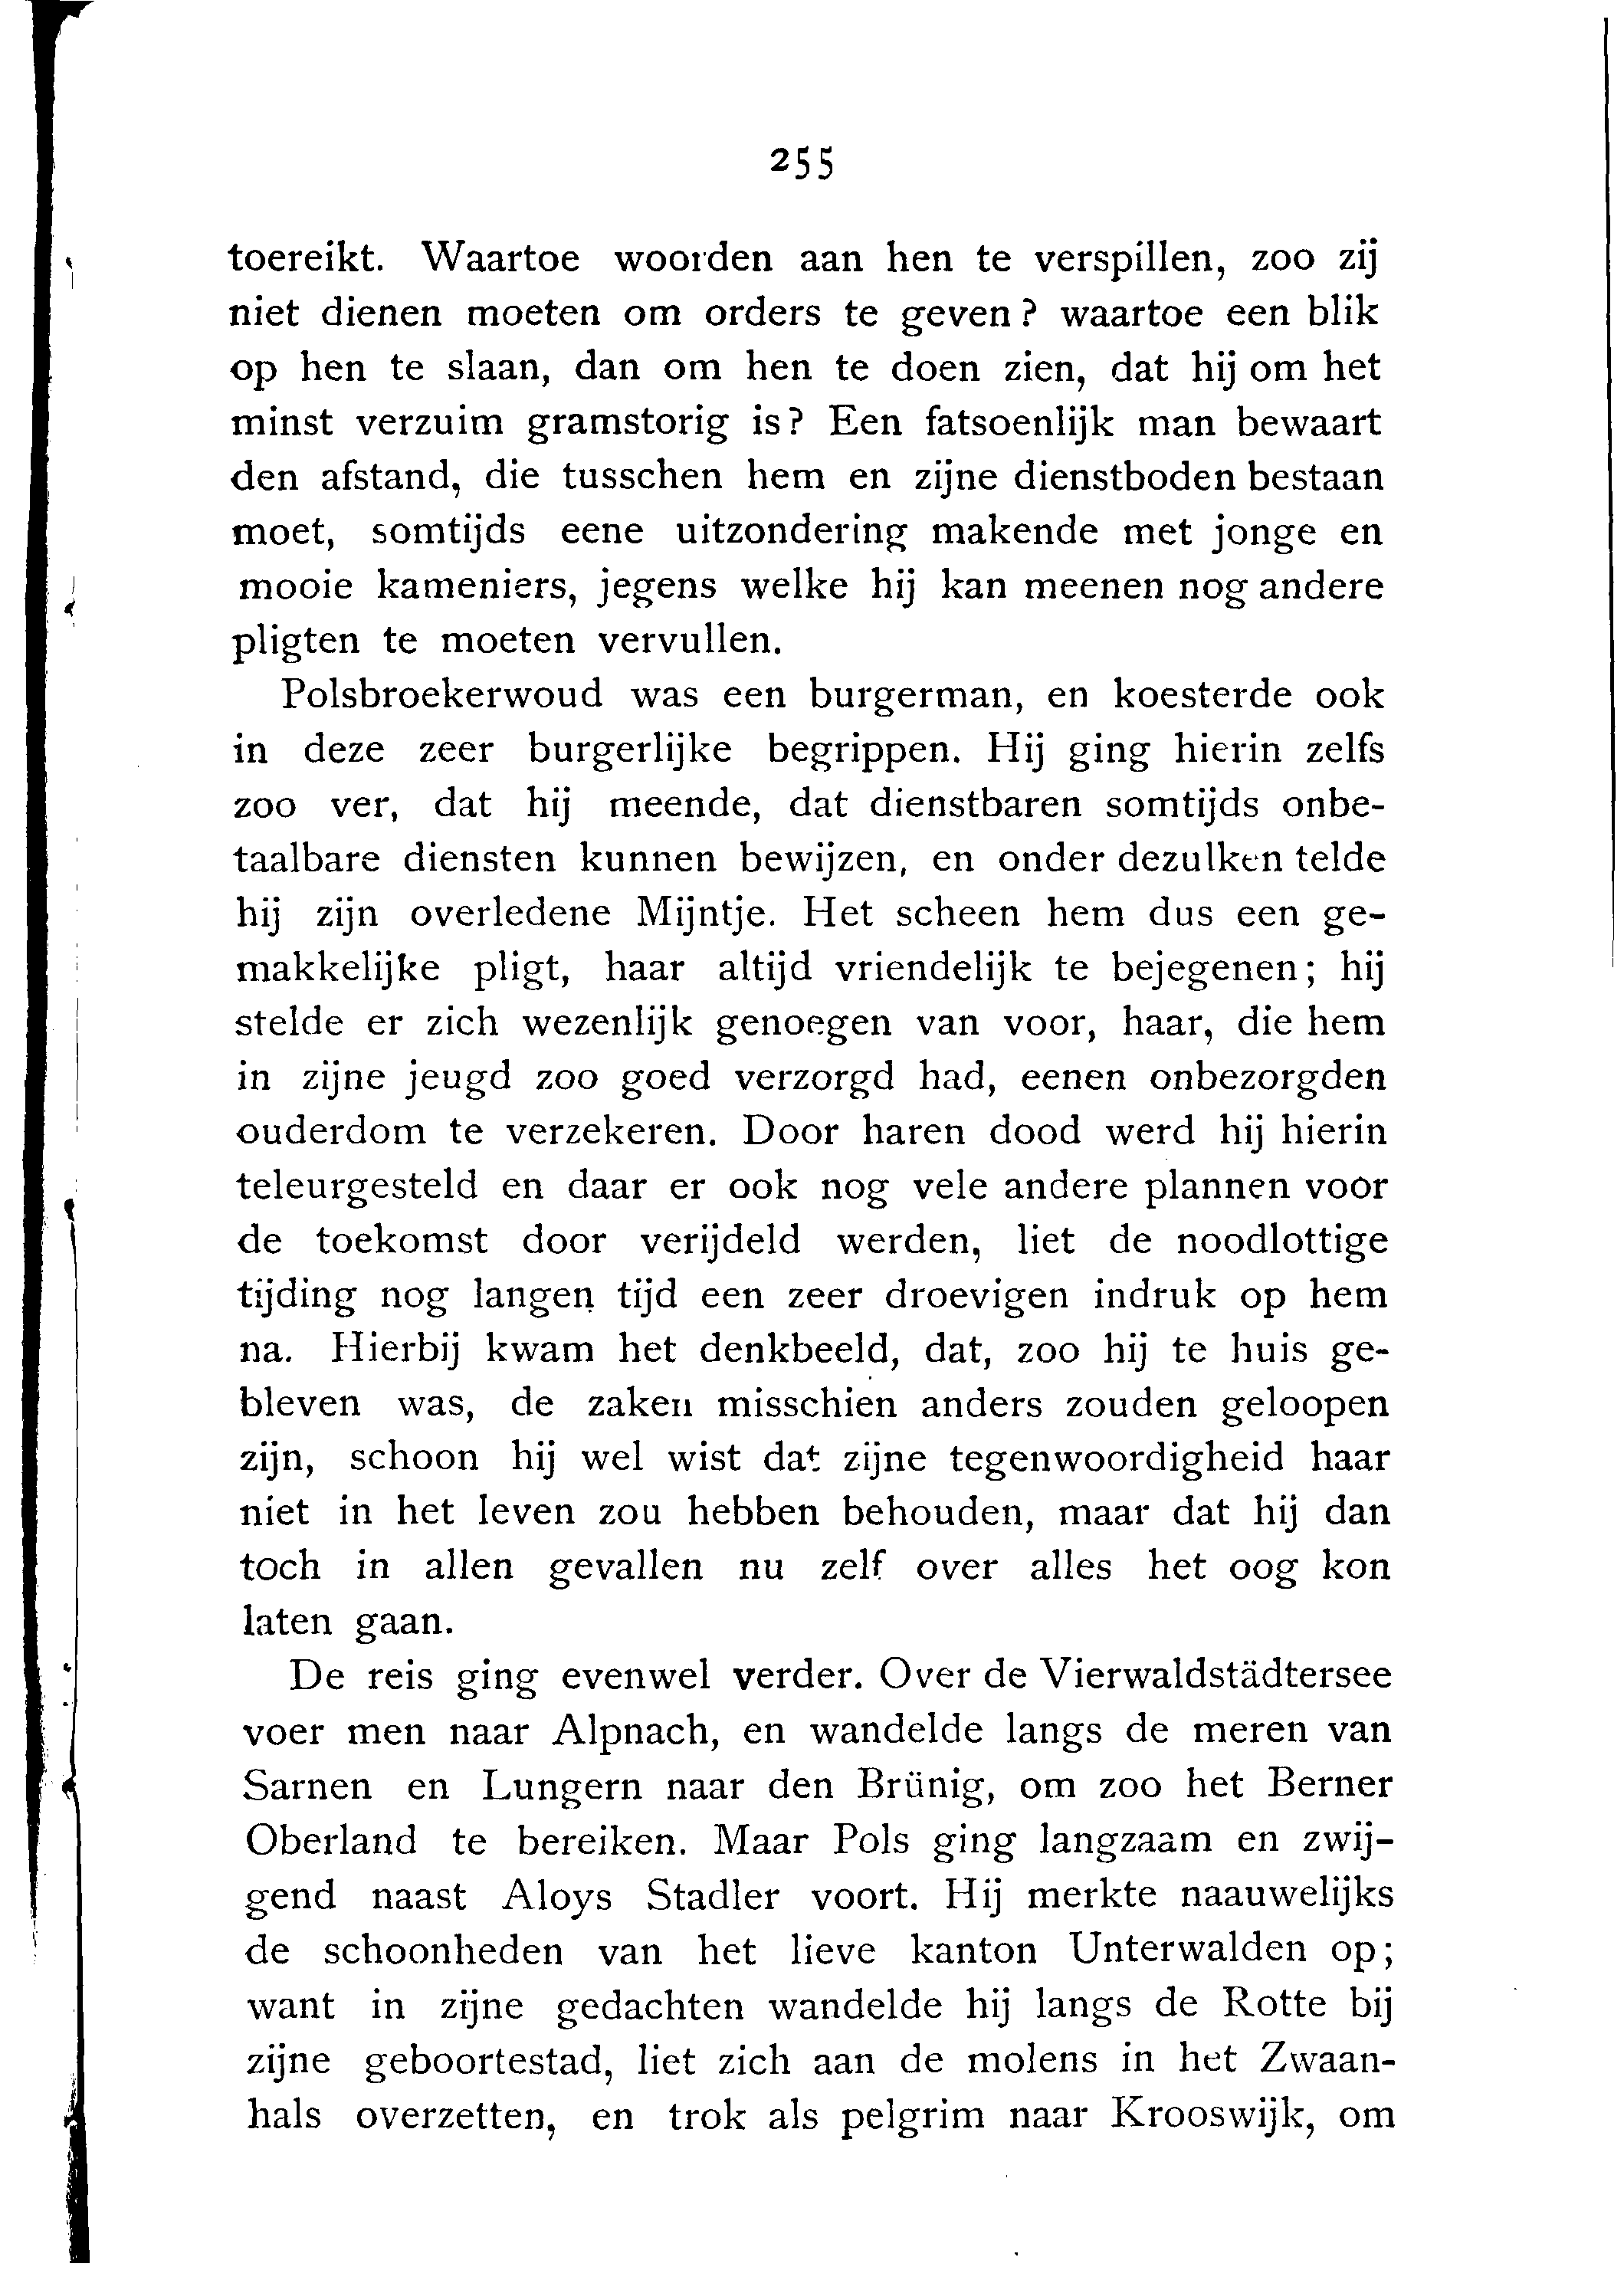 255
toereikt. Waartoe woorden aan hen te verspillen, zoo zij
niet dienen moeten om orders te geven? waartoe een blik
op hen te slaan, dan om hen te doen zien, dat hij om het
minst verzuim gramstorig is? Een fatsoenlijk man bewaart
den afstand, die tusschen hem en zijne dienstboden bestaan
moet, somtijds eene uitzondering makende met jonge en
mooie kameniers, jegens welke hij kan meenen nog andere
pligten te moeten vervullen.
Polsbroekerwoud was een burgerman, en koesterde ook
in deze zeer burgerlijke begrippen. Hij ging hierin zelfs
zoo ver, dat hij meende, dat dienstbaren somtijds onbe-
taalbare diensten kunnen bewijzen, en onder dezulken telde
hij zijn overledene Mijntje. Het scheen hem dus een ge-
makkelijke pligt, haar altijd vriendelijk te bejegenen; hij
stelde er zich wezenlijk genoegen van voor, haar, die hem
in zijne jeugd zoo goed verzorgd had, eenen onbezorgden
ouderdom te verzekeren. Door haren dood werd hij hierin
teleurgesteld en daar er ook nog vele andere plannen voor
de toekomst door verijdeld werden, liet de noodlottige
tijding nog langen tijd een zeer droevigen indruk op hem
na. Hierbij kwam het denkbeeld, dat, zoo hij te huis ge-
bleven was, de zaken misschien anders zouden geloopen
zijn, schoon hij wel wist dat zijne tegenwoordigheid haar
niet in het leven zou hebben behouden, maar dat hij dan
toch in allen gevallen nu zelf over alles het oog kon
laten gaan.
De reis ging evenwel verder. Over de Vierwaldstädtersee
voer men naar Alpnach, en wandelde langs de meren van
Sarnen en Lungern naar den Brünig, om zoo het Berner
Oberland te bereiken. Maar Pols ging langzaam en zwij-
gend naast Aloys Stadler voort. Hij merkte naauwelijks
de schoonheden van het lieve kanton Unterwalden op;
want in zijne gedachten wandelde hij langs de Rotte bij
zijne geboortestad, liet zich aan de molens in het Zwaan-
hals overzetten, en trok als pelgrim naar Krooswijk, om